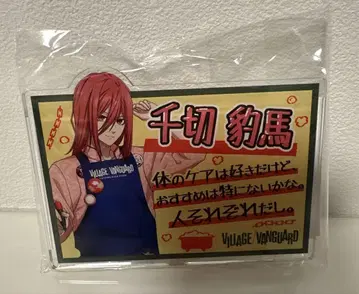 千切 豹馬
体のケアは好きだけど
おすすめは特にないかな。
人それぞれだし。
VILLAGE VANGUARD
VILLAGE VANGUARD